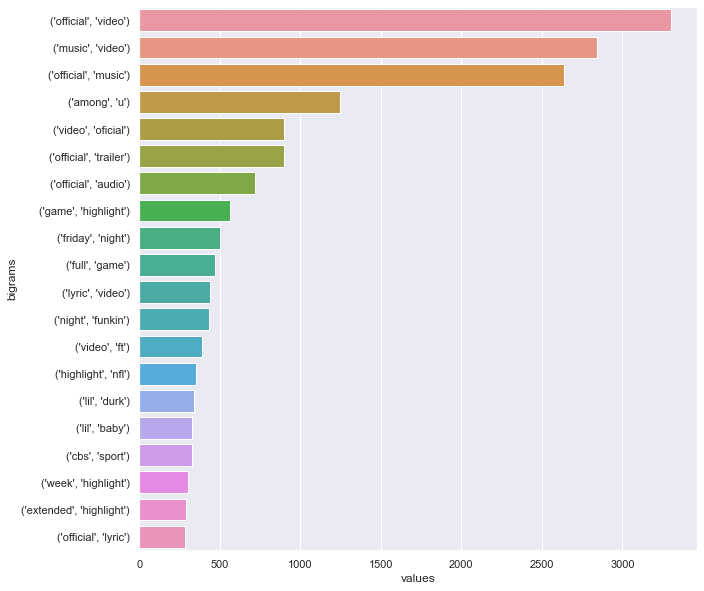 ('official', 'video')
('music', 'video')
('official', 'music')
('among', 'u')
('video', 'oficial')
('official', 'trailer')
('official', 'audio')
('game', 'highlight')
('friday', 'night')
('full', 'game')
('lyric', 'video')
('night', 'funkin')
('video', 'ft')
('highlight', 'nfl')
('lil', 'durk')
('lil', 'baby')
('cbs', 'sport')
('week', 'highlight')
('extended', 'highlight')
('official', 'lyric')
bigrams
0 500 1000 1500 2000 2500 3000
values